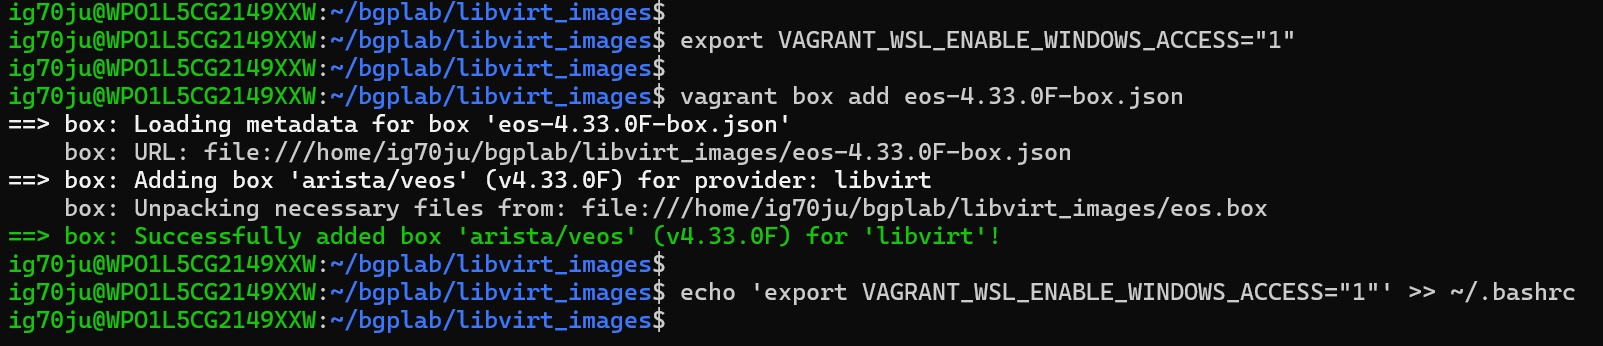 ig70ju@WPO1L5CG2149XXW:~/bgplab/libvirt_images$
ig70ju@WPO1L5CG2149XXW:~/bgplab/libvirt_images$ export VAGRANT_WSL_ENABLE_WINDOWS_ACCESS="1"
ig70ju@WPO1L5CG2149XXW:~/bgplab/libvirt_images$
ig70ju@WPO1L5CG2149XXW:~/bgplab/libvirt_images$ vagrant box add eos-4.33.0F-box.json
==> box: Loading metadata for box 'eos-4.33.0F-box.json'
    box: URL: file:///home/ig70ju/bgplab/libvirt_images/eos-4.33.0F-box.json
==> box: Adding box 'arista/veos' (v4.33.0F) for provider: libvirt
    box: Unpacking necessary files from: file:///home/ig70ju/bgplab/libvirt_images/eos.box
==> box: Successfully added box 'arista/veos' (v4.33.0F) for 'libvirt'!
ig70ju@WPO1L5CG2149XXW:~/bgplab/libvirt_images$
ig70ju@WPO1L5CG2149XXW:~/bgplab/libvirt_images$ echo 'export VAGRANT_WSL_ENABLE_WINDOWS_ACCESS="1"' >> ~/.bashrc
ig70ju@WPO1L5CG2149XXW:~/bgplab/libvirt_images$